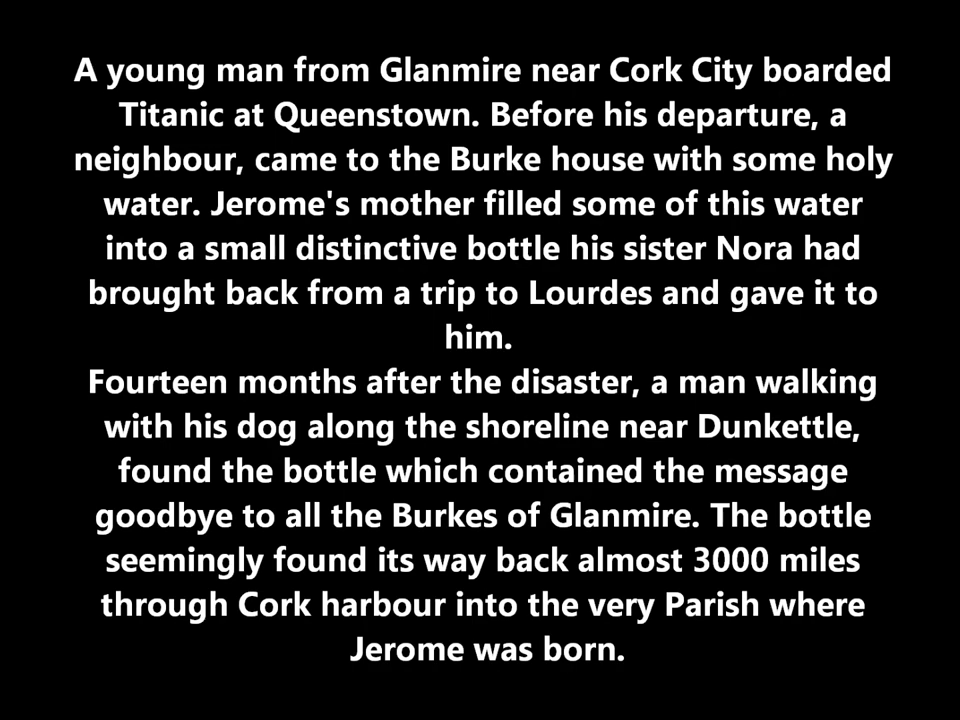 A young man from Glanmire near Cork City boarded
Titanic at Queenstown. Before his departure, a
neighbour, came to the Burke house with some holy
water. Jerome's mother filled some of this water
into a small distinctive bottle his sister Nora had
brought back from a trip to Lourdes and gave it to
him.
Fourteen months after the disaster, a man walking
with his dog along the shoreline near Dunkettle,
found the bottle which contained the message
goodbye to all the Burkes of Glanmire. The bottle
seemingly found its way back almost 3000 miles
through Cork harbour into the very Parish where
Jerome was born.